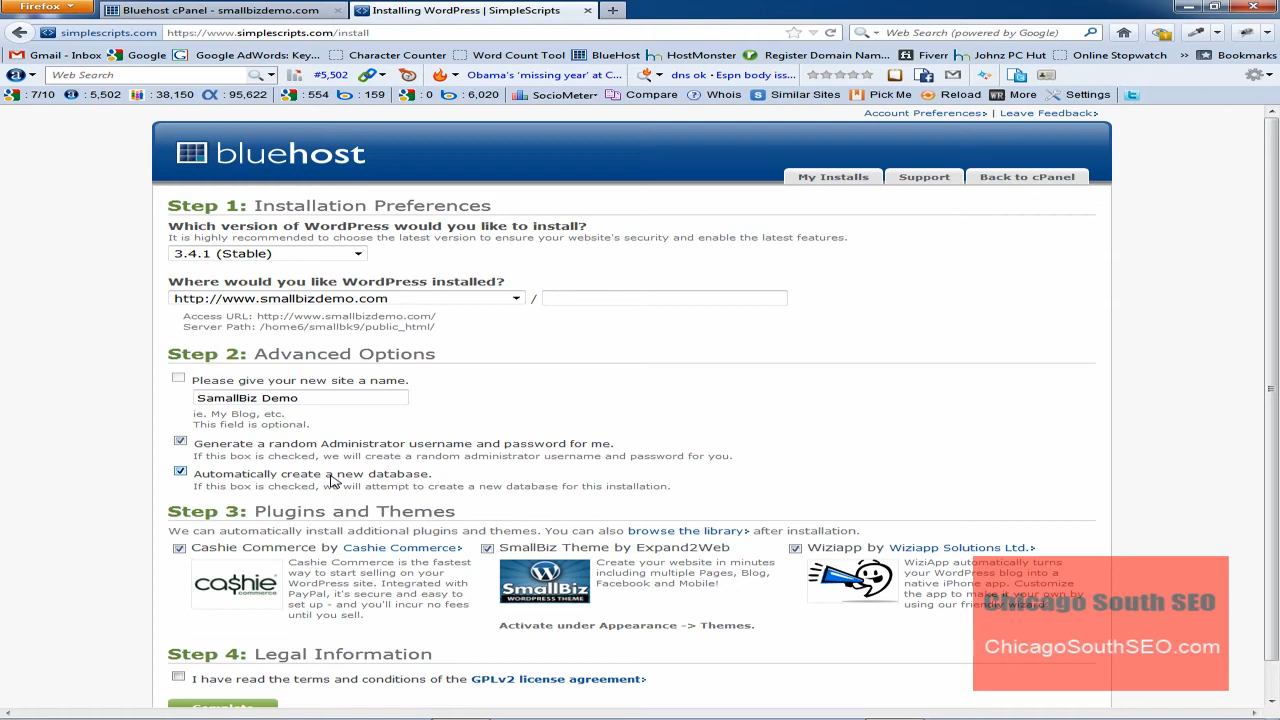 Firefox
Bluehost cPanel - smallbizdemo.com
Installing WordPress | SimpleScripts
simplescripts.com
https://www.simplescripts.com/install
Web Search (powered by Google)
Gmail - Inbox
Google
Google AdWords: Key...
Character Counter
Word Count Tool
BlueHost
HostMonster
Fiverr
Johnz PC Hut
Online Stopwatch
Bookmarks
Web Search
#5,502
Obama's 'missing year' at C...
dns ok - Espn body iss...
7/10
5,502
38,150
95,622
554
159
0
6,020
SocioMeter
Compare
Whois
Similar Sites
Pick Me
Reload
More
Settings
Account Preferences
| Leave Feedback
bluehost
My Installs
Support
Back to cPanel
Step 1: Installation Preferences
Which version of WordPress would you like to install?
It is highly recommended to choose the latest version to ensure your website's security and enable the latest features.
3.4.1 (Stable)
Where would you like WordPress installed?
http://www.smallbizdemo.com
/
Access URL: http://www.smallbizdemo.com/
Server Path: /home6/smallbk9/public_html/
Step 2: Advanced Options
Please give your new site a name.
SamallBiz Demo
ie. My Blog, etc.
This field is optional.
Generate a random Administrator username and password for me.
If this box is checked, we will create a random administrator username and password for you.
Automatically create a new database.
If this box is checked, we will attempt to create a new database for this installation.
Step 3: Plugins and Themes
We can automatically install additional plugins and themes. You can also browse the library after installation.
Cashie Commerce by Cashie Commerce
cashie commerce
Cashie Commerce is the fastest
way to start selling on your
WordPress site. Integrated with
PayPal, it's secure and easy to
set up - and you'll incur no fees
until you sell.
SmallBiz Theme by Expand2Web
SmallBiz
WORDPRESS THEME
Create your website in minutes
including multiple Pages, Blog,
Facebook and Mobile!
Activate under Appearance -> Themes.
Wiziapp by Wiziapp Solutions Ltd.
WiziApp automatically turns
your WordPress blog into a
native iPhone app. Customize
the app to make it your own by
using our friendly wizard.
Chicago South SEO
ChicagoSouthSEO.com
Step 4: Legal Information
I have read the terms and conditions of the GPLv2 license agreement
Complete